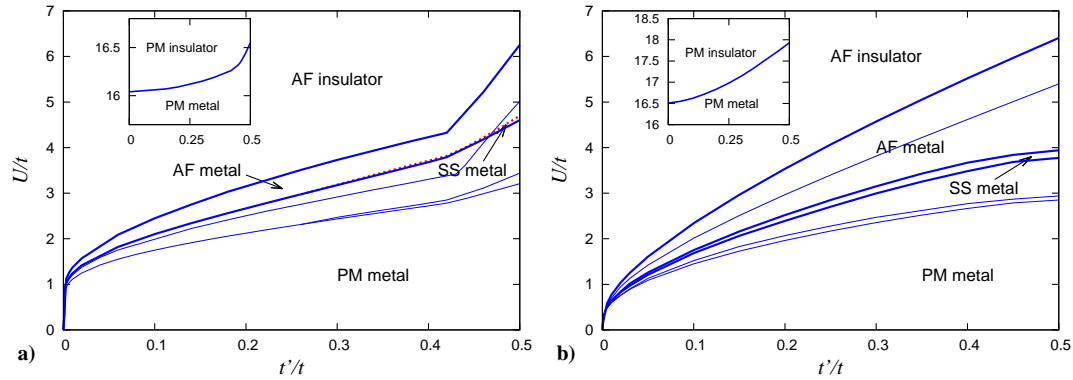 7
6
5
4
3
2
1
0
U/t
16.5
16
0
0.25
0.5
PM insulator
PM metal
AF insulator
AF metal
SS metal
PM metal
0
0.1
0.2
0.3
0.4
0.5
t'/t
a)
7
6
5
4
3
2
1
0
U/t
18.5
18
17.5
17
16.5
16
0
0.25
0.5
PM insulator
PM metal
AF insulator
AF metal
SS metal
PM metal
0
0.1
0.2
0.3
0.4
0.5
t'/t
b)